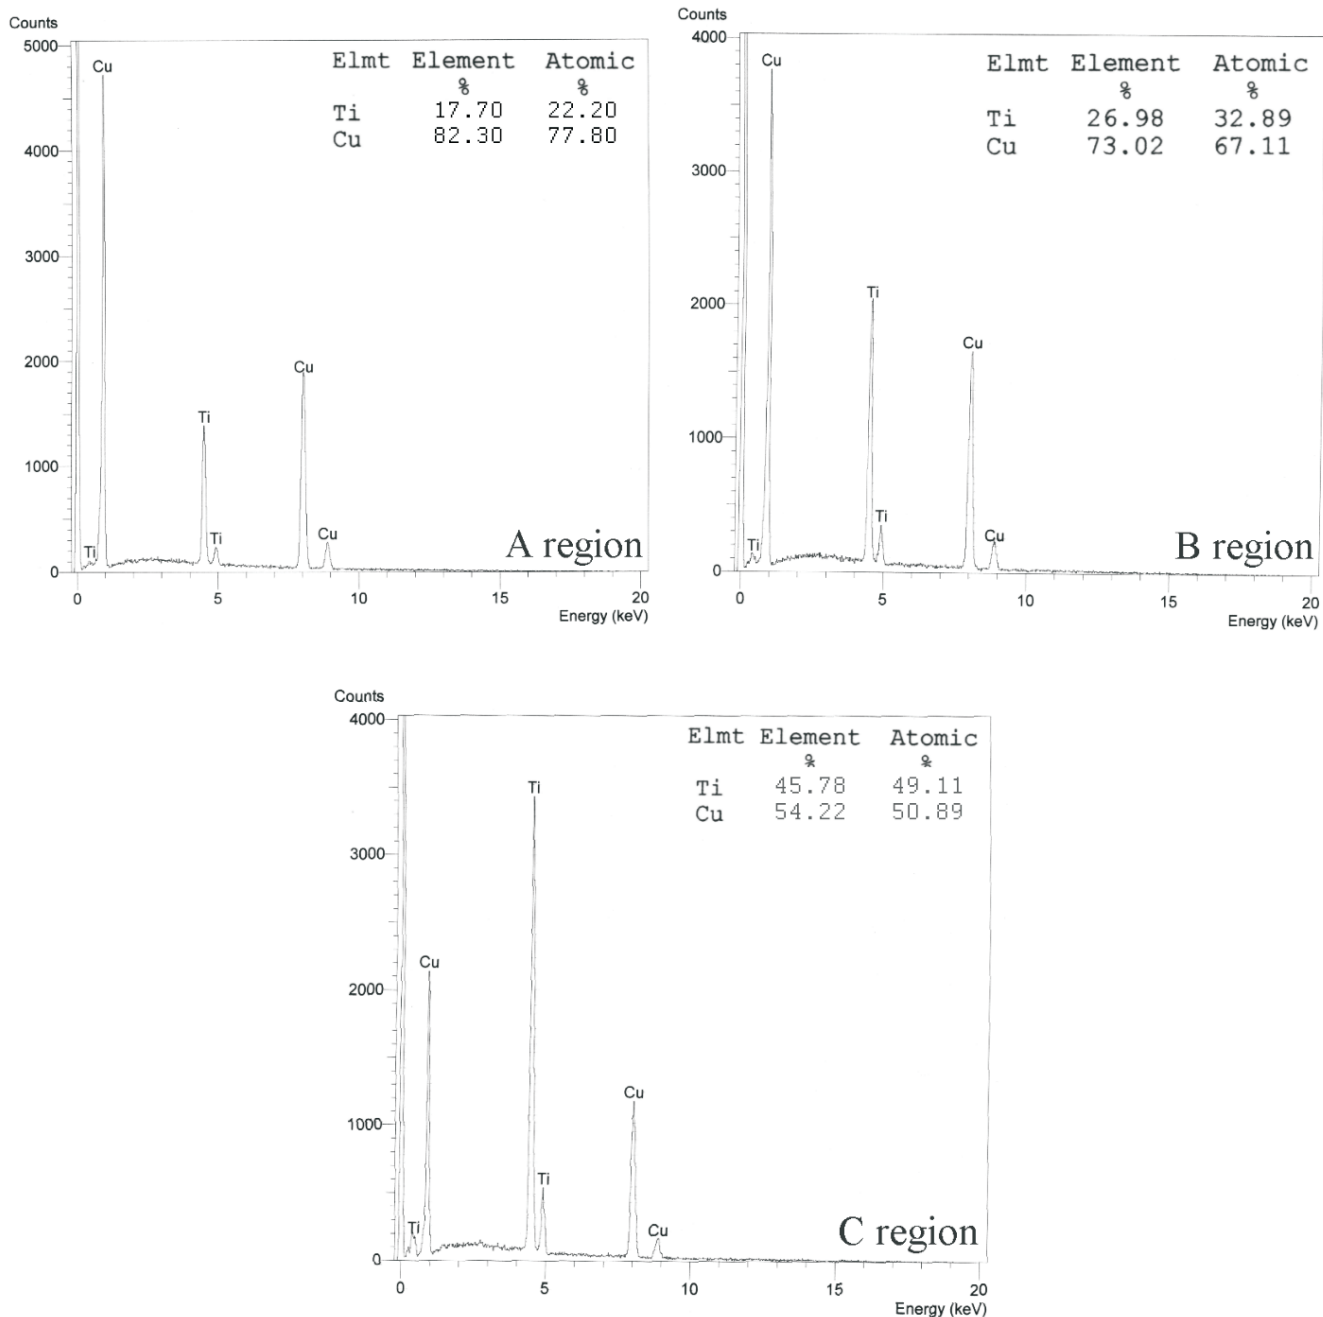 Counts
5000
4000
3000
2000
1000
0
Cu
Ti
Ti
Ti
Cu
Cu
Elmt Element Atomic
% %
Ti 17.70 22.20
Cu 82.30 77.80
A region
0 5 10 15 20
Energy (keV)
Counts
4000
3000
2000
1000
0
Cu
Ti
Ti
Ti
Cu
Cu
Elmt Element Atomic
% %
Ti 26.98 32.89
Cu 73.02 67.11
B region
0 5 10 15 20
Energy (keV)
Counts
4000
3000
2000
1000
0
Ti
Cu
Ti
Ti
Cu
Cu
Elmt Element Atomic
% %
Ti 45.78 49.11
Cu 54.22 50.89
C region
0 5 10 15 20
Energy (keV)